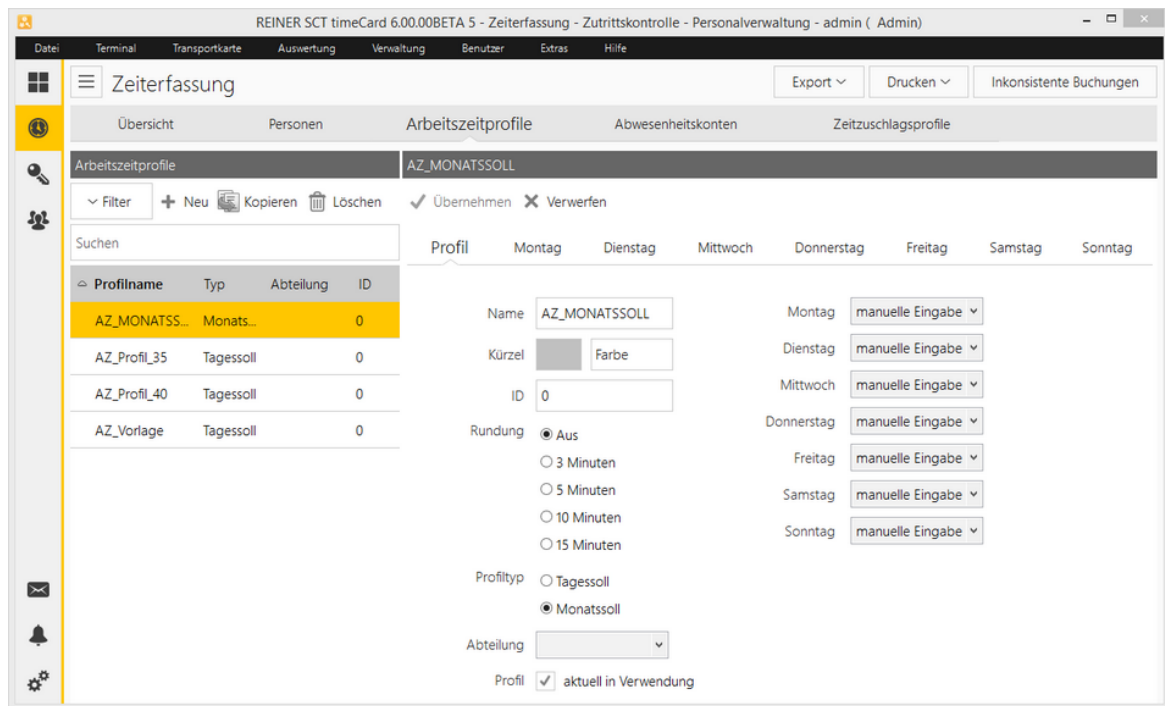 REINER SCT timeCard 6.00.00BETA 5 - Zeiterfassung - Zutrittskontrolle - Personalverwaltung - admin ( Admin)
Datei Terminal Transportkarte Auswertung Verwaltung Benutzer Extras Hilfe
Zeiterfassung Export Drucken Inkonsistente Buchungen
Übersicht Personen Arbeitszeitprofile Abwesenheitskonten Zeitzuschlagsprofile
Arbeitszeitprofile
Filter Neu Kopieren Löschen
Suchen
Profilname Typ Abteilung ID
AZ_MONATSS... Monats... 0
AZ_Profil_35 Tagessoll 0
AZ_Profil_40 Tagessoll 0
AZ_Vorlage Tagessoll 0
AZ_MONATSSOLL
Übernehmen Verwerfen
Profil Montag Dienstag Mittwoch Donnerstag Freitag Samstag Sonntag
Name AZ_MONATSSOLL
Kürzel Farbe
ID 0
Rundung Aus
3 Minuten
5 Minuten
10 Minuten
15 Minuten
Profiltyp Tagessoll
Monatssoll
Abteilung
Profil aktuell in Verwendung
Montag manuelle Eingabe
Dienstag manuelle Eingabe
Mittwoch manuelle Eingabe
Donnerstag manuelle Eingabe
Freitag manuelle Eingabe
Samstag manuelle Eingabe
Sonntag manuelle Eingabe